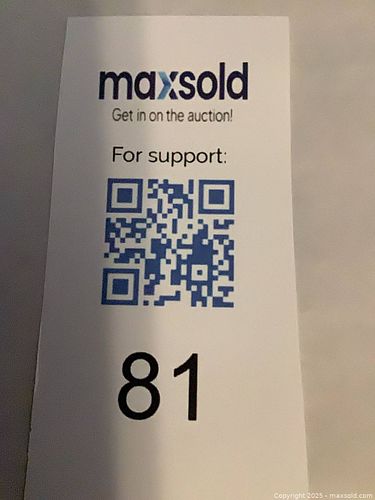 maxsold
Get in on the auction!
For support:
81
Copyright 2025 - maxsold.com